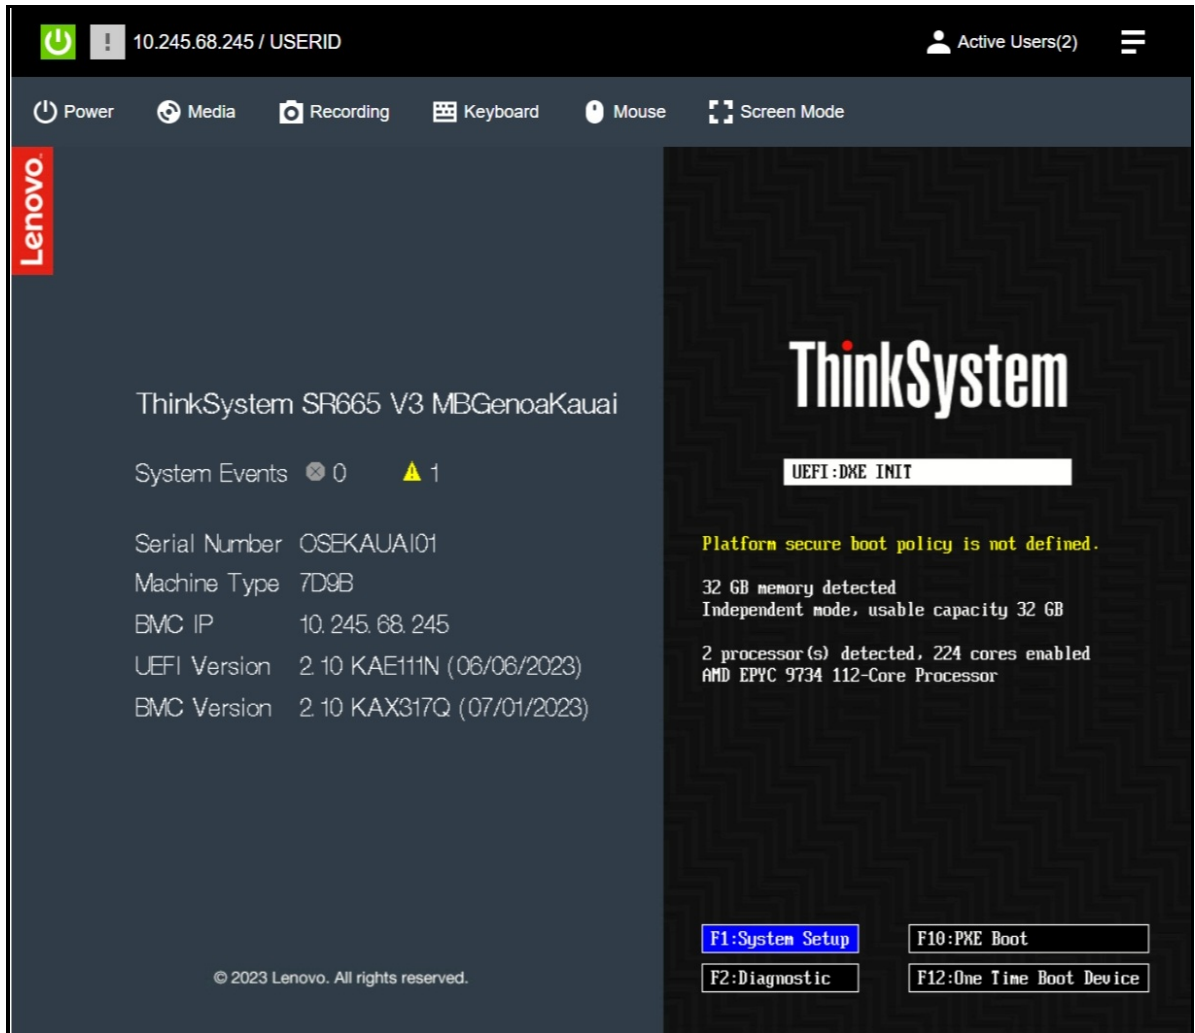 10.245.68.245 / USERID
Active Users(2)
Power
Media
Recording
Keyboard
Mouse
Screen Mode
Lenovo.
ThinkSystem SR665 V3 MBGenoaKauai
System Events 0 1
Serial Number OSEKAUAI01
Machine Type 7D9B
BMC IP 10. 245. 68. 245
UEFI Version 2.10 KAE111N (06/06/2023)
BMC Version 2.10 KAX317Q (07/01/2023)
© 2023 Lenovo. All rights reserved.
ThinkSystem
UEFI:DXE INIT
Platform secure boot policy is not defined.
32 GB memory detected
Independent mode, usable capacity 32 GB
2 processor(s) detected, 224 cores enabled
AMD EPYC 9734 112-Core Processor
F1:System Setup
F10:PXE Boot
F2:Diagnostic
F12:One Time Boot Device